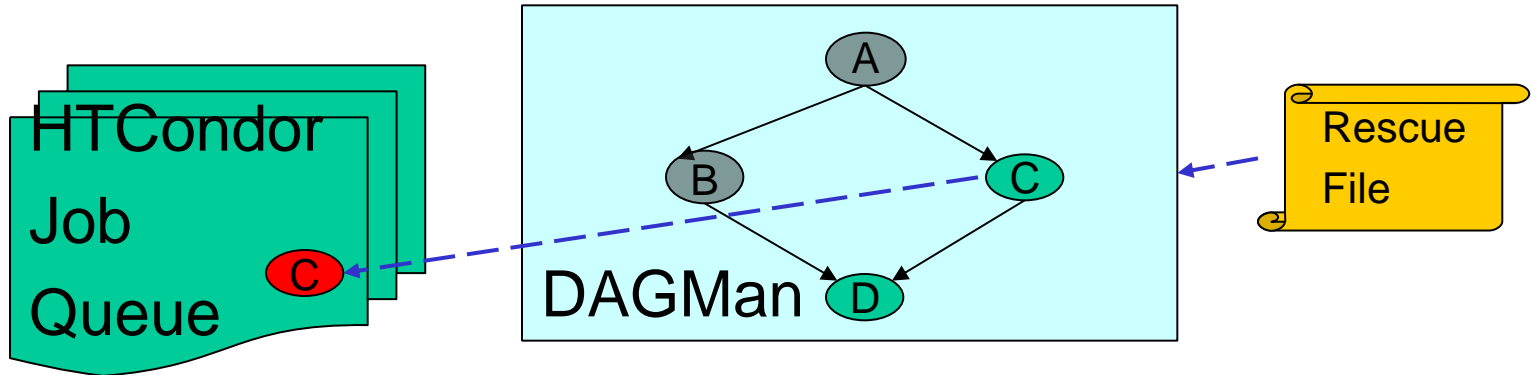 HTCondor
Job
Queue
C
A
B
C
DAGMan
D
Rescue
File